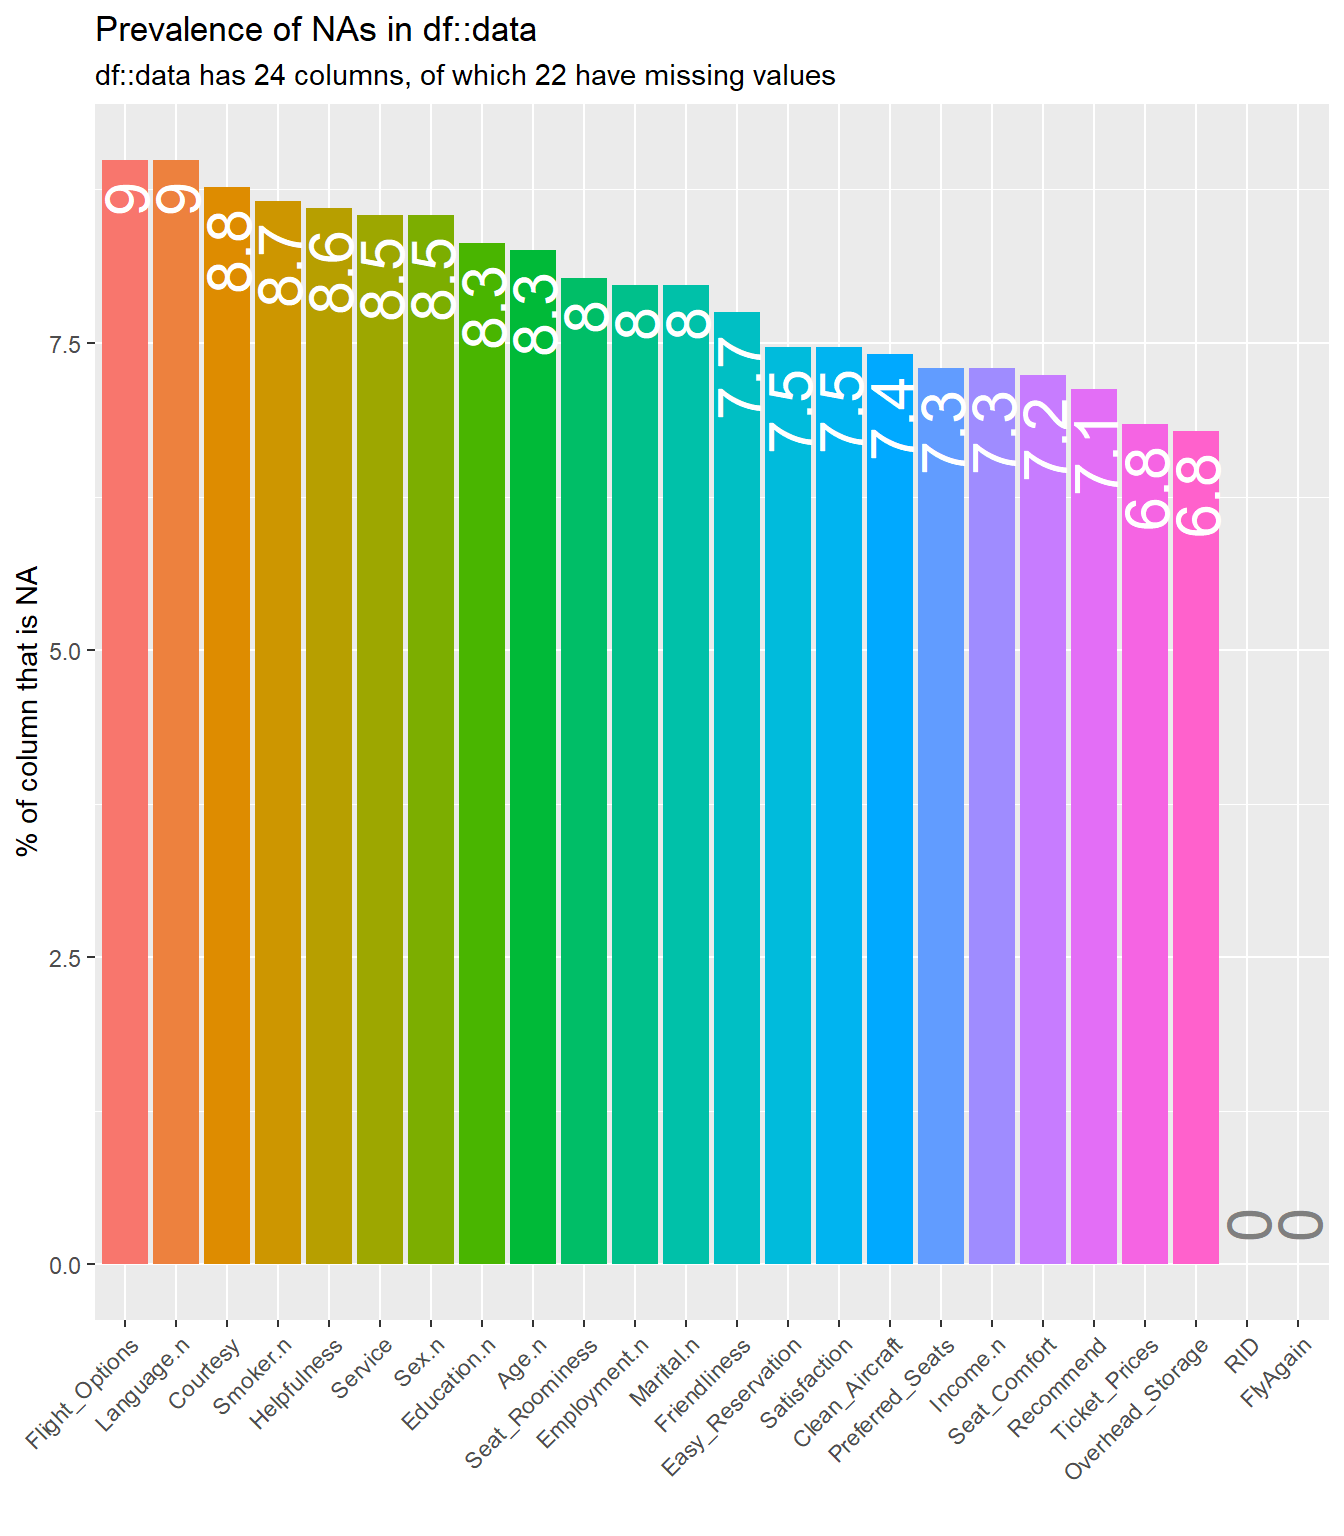 Prevalence of NAs in df::data
df::data has 24 columns, of which 22 have missing values
% of column that is NA
7.5
5.0
2.5
0.0
9
9
8.8
8.7
8.6
8.5
8.5
8.3
8.3
8
8
8
7.7
7.5
7.5
7.4
7.3
7.3
7.2
7.1
6.8
6.8
0
0
Flight_Options
Language.n
Courtesy
Smoker.n
Helpfulness
Service
Sex.n
Education.n
Age.n
Seat_Roominess
Employment.n
Marital.n
Friendliness
Easy_Reservation
Satisfaction
Clean_Aircraft
Preferred_Seats
Income.n
Seat_Comfort
Recommend
Ticket_Prices
Overhead_Storage
RID
FlyAgain